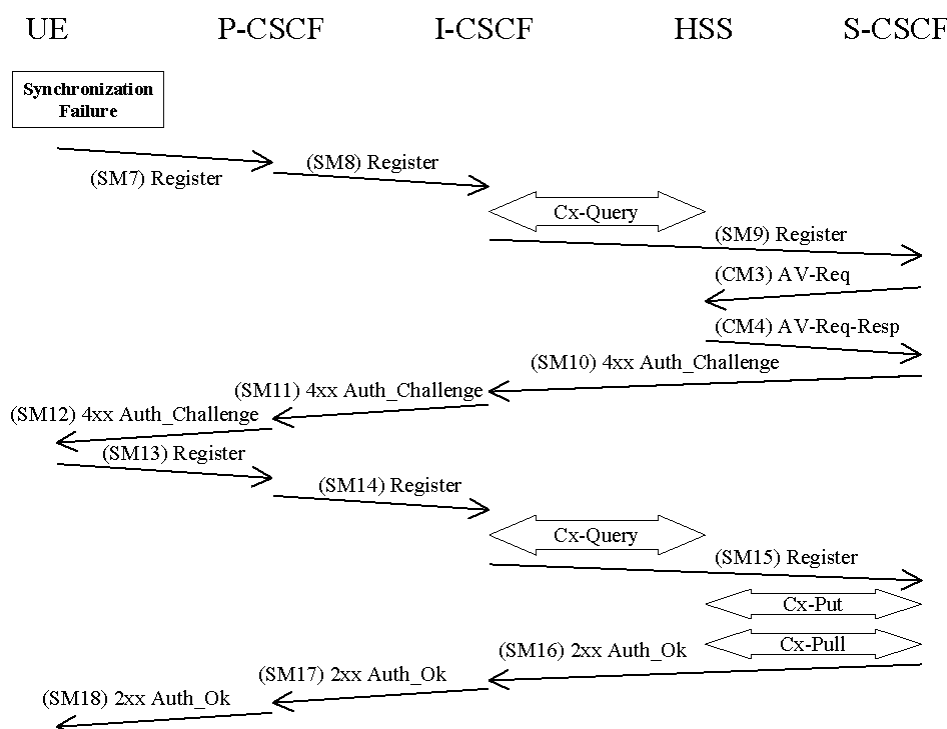 UE P-CSCF I-CSCF HSS S-CSCF
Synchronization
Failure
(SM7) Register
(SM8) Register
Cx-Query
(SM9) Register
(CM3) AV-Req
(CM4) AV-Req-Resp
(SM10) 4xx Auth_Challenge
(SM11) 4xx Auth_Challenge
(SM12) 4xx Auth_Challenge
(SM13) Register
(SM14) Register
Cx-Query
(SM15) Register
Cx-Put
Cx-Pull
(SM16) 2xx Auth_Ok
(SM17) 2xx Auth_Ok
(SM18) 2xx Auth_Ok